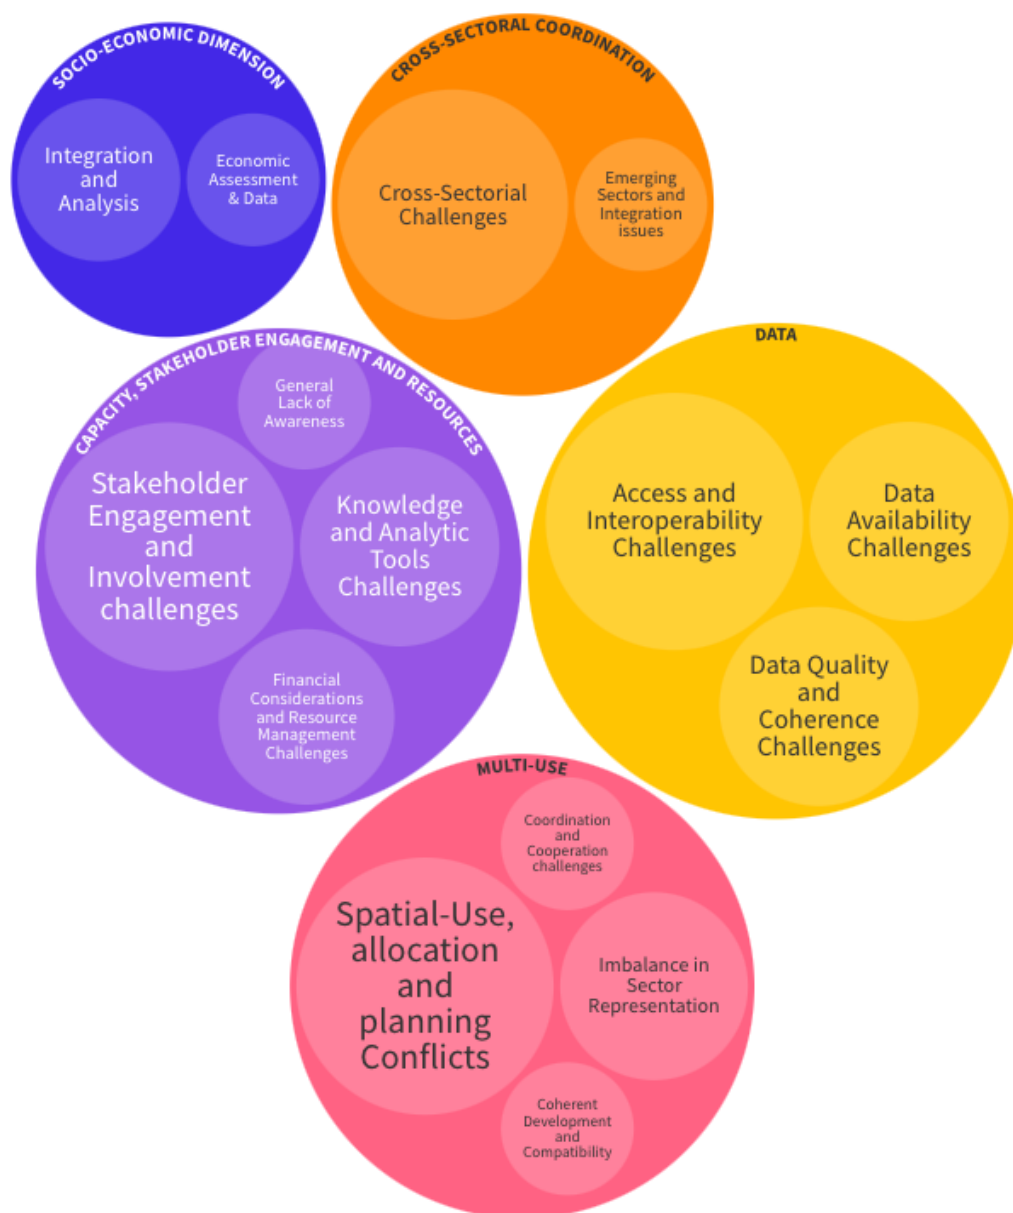 SOCIO-ECONOMIC DIMENSION
Integration
and
Analysis
Economic
Assessment
& Data
CROSS-SECTORAL COORDINATION
Cross-Sectorial
Challenges
Emerging
Sectors and
Integration
issues
CAPACITY, STAKEHOLDER ENGAGEMENT AND RESOURCES
General
Lack of
Awareness
Stakeholder
Engagement
and
Involvement
challenges
Knowledge
and Analytic
Tools
Challenges
Financial
Considerations
and Resource
Management
Challenges
DATA
Access and
Interoperability
Challenges
Data
Availability
Challenges
Data Quality
and
Coherence
Challenges
MULTI-USE
Coordination
and
Cooperation
challenges
Spatial-Use,
allocation
and
planning
Conflicts
Imbalance in
Sector
Representation
Coherent
Development
and
Compatibility